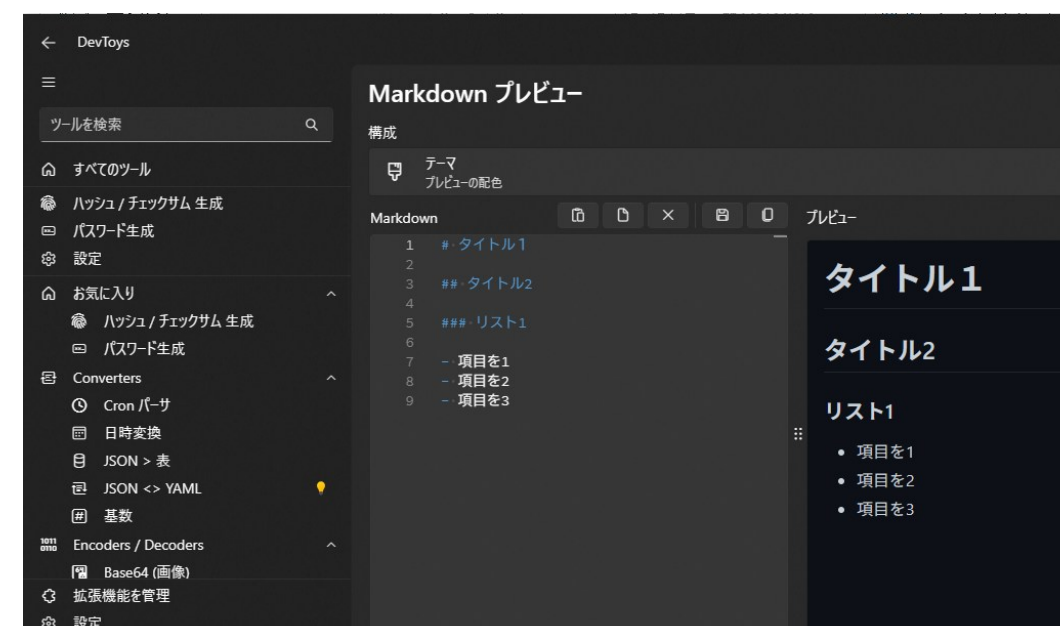 DevToys
ツールを検索
すべてのツール
ハッシュ / チェックサム 生成
パスワード生成
設定
お気に入り
ハッシュ / チェックサム 生成
パスワード生成
Converters
Cron パーサ
日時変換
JSON > 表
JSON <> YAML
基数
Encoders / Decoders
Base64 (画像)
拡張機能を管理
設定
Markdown プレビュー
構成
テーマ
プレビューの配色
Markdown
1 # タイトル１
2
3 ## タイトル2
4
5 ### リスト1
6
7 - 項目を1
8 - 項目を2
9 - 項目を3
プレビュー
タイトル１
タイトル2
リスト1
• 項目を1
• 項目を2
• 項目を3